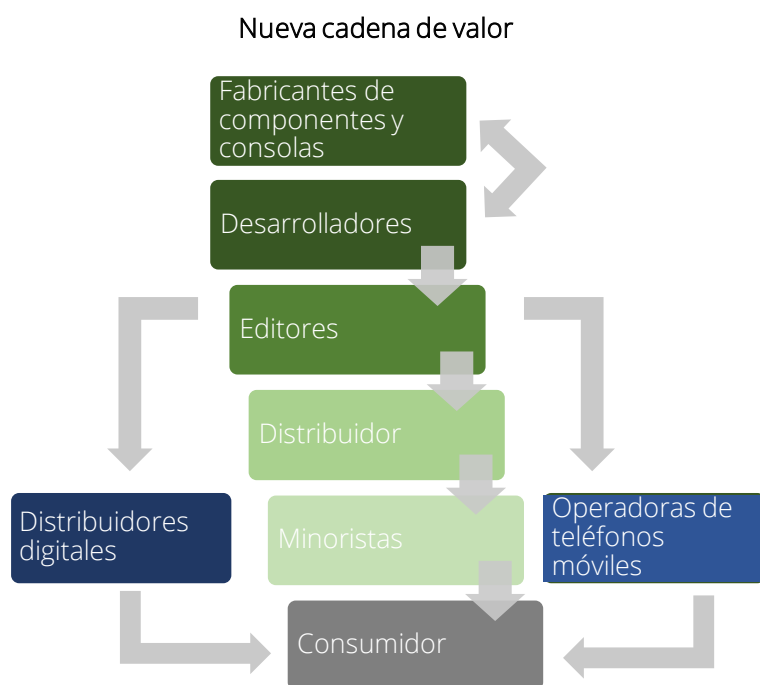 Nueva cadena de valor
Fabricantes de
componentes y
consolas
Desarrolladores
Editores
Distribuidor
Distribuidores
digitales
Minoristas
Operadoras de
teléfonos
móviles
Consumidor